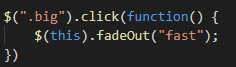 $(".big").click(function() {
    $(this).fadeOut("fast");
})